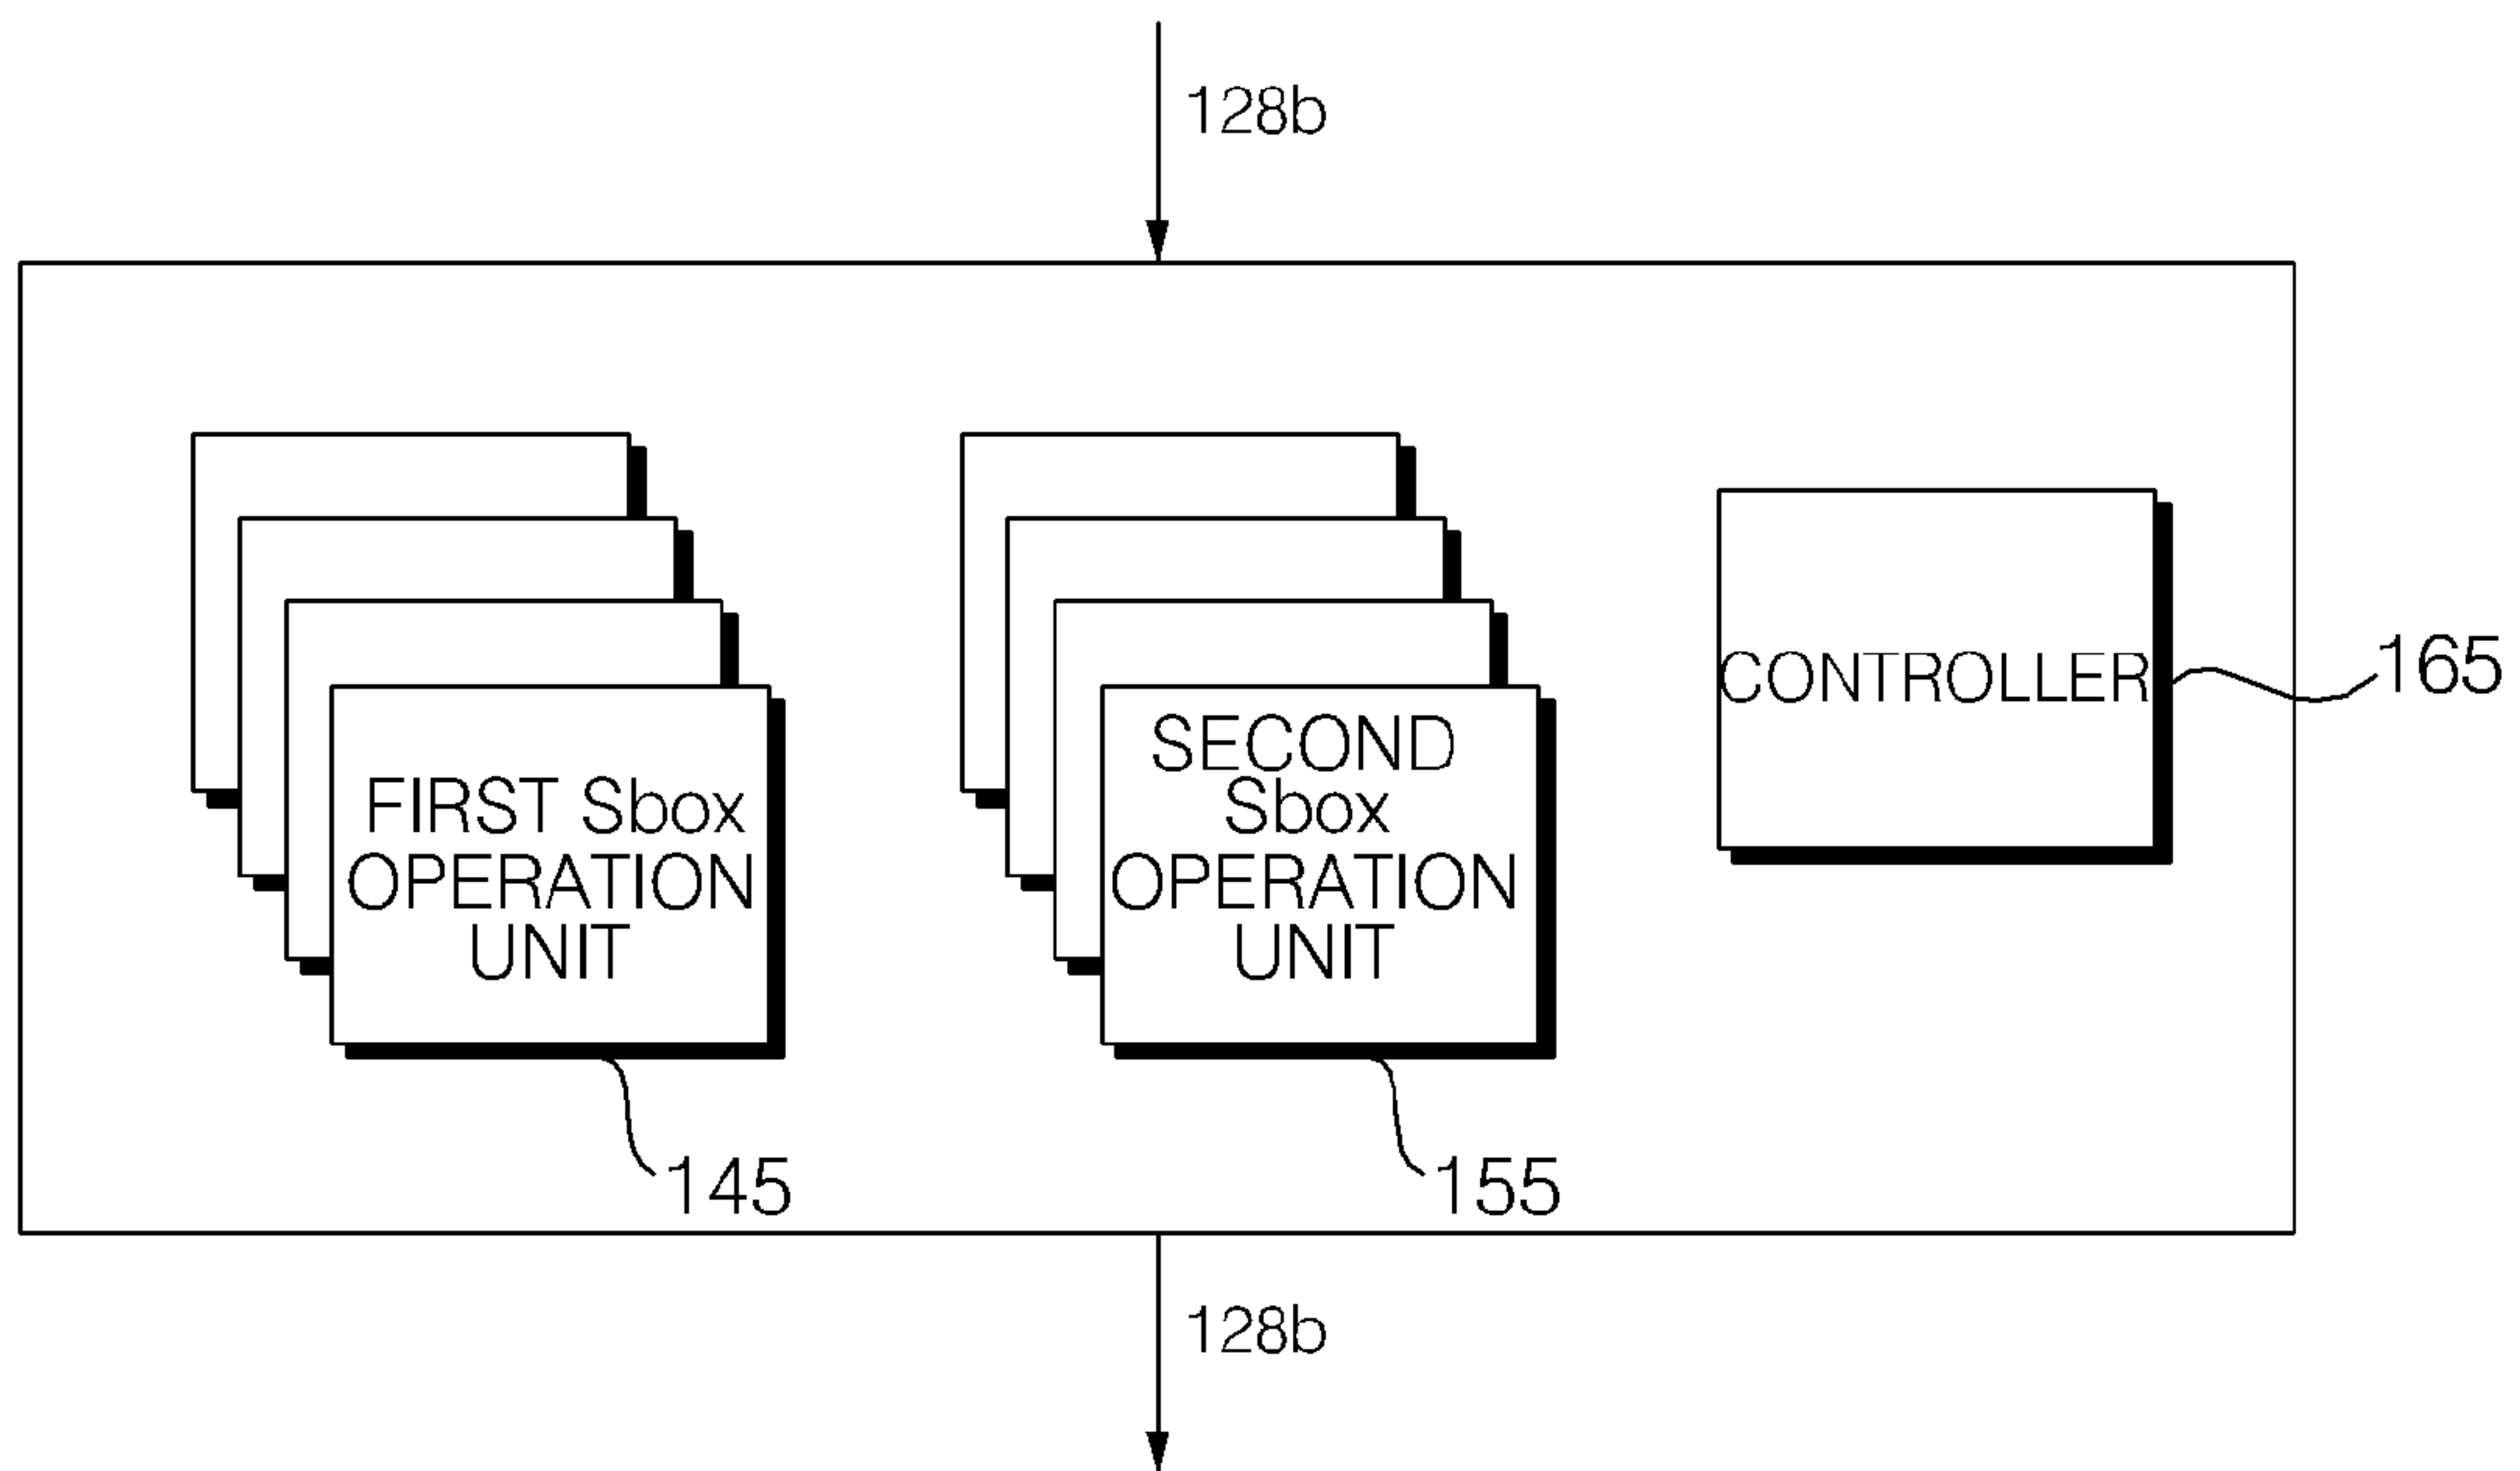 128b
FIRST Sbox
OPERATION
UNIT
145
SECOND
Sbox
OPERATION
UNIT
155
CONTROLLER
165
128b